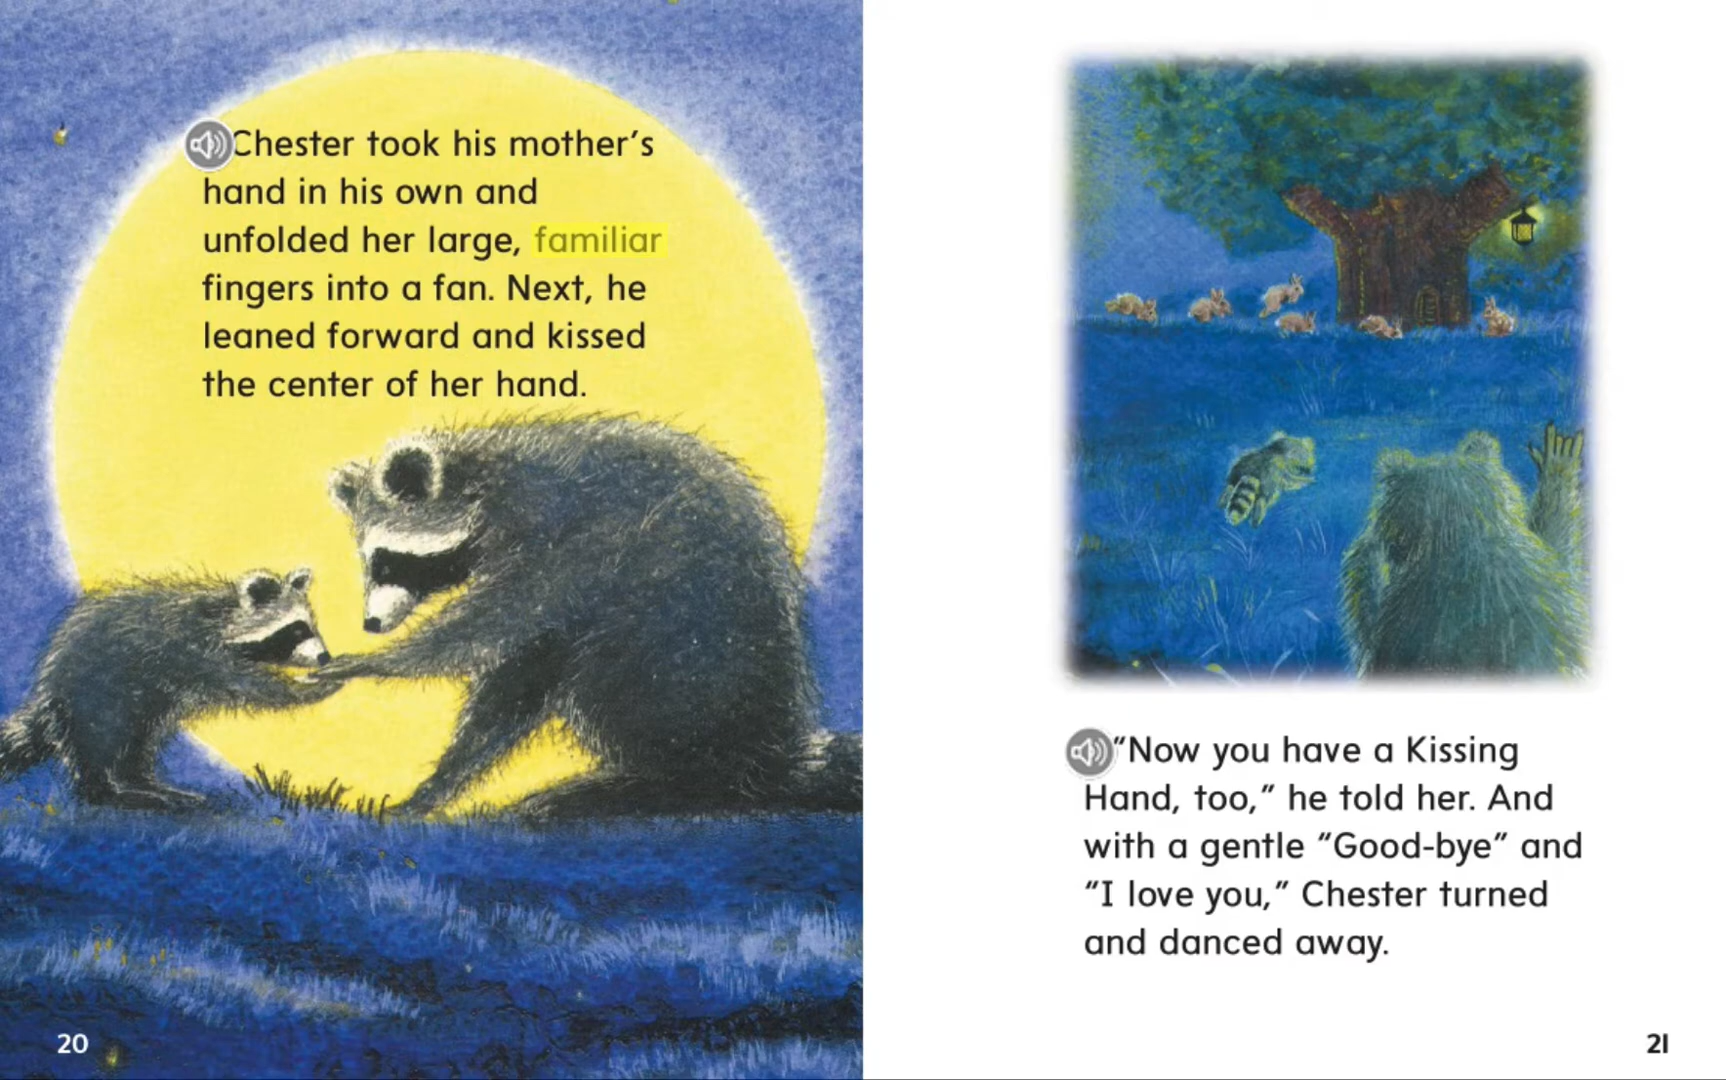 Chester took his mother’s
hand in his own and
unfolded her large, familiar
fingers into a fan. Next, he
leaned forward and kissed
the center of her hand.
20
“Now you have a Kissing
Hand, too,” he told her. And
with a gentle “Good-bye” and
“I love you,” Chester turned
and danced away.
21